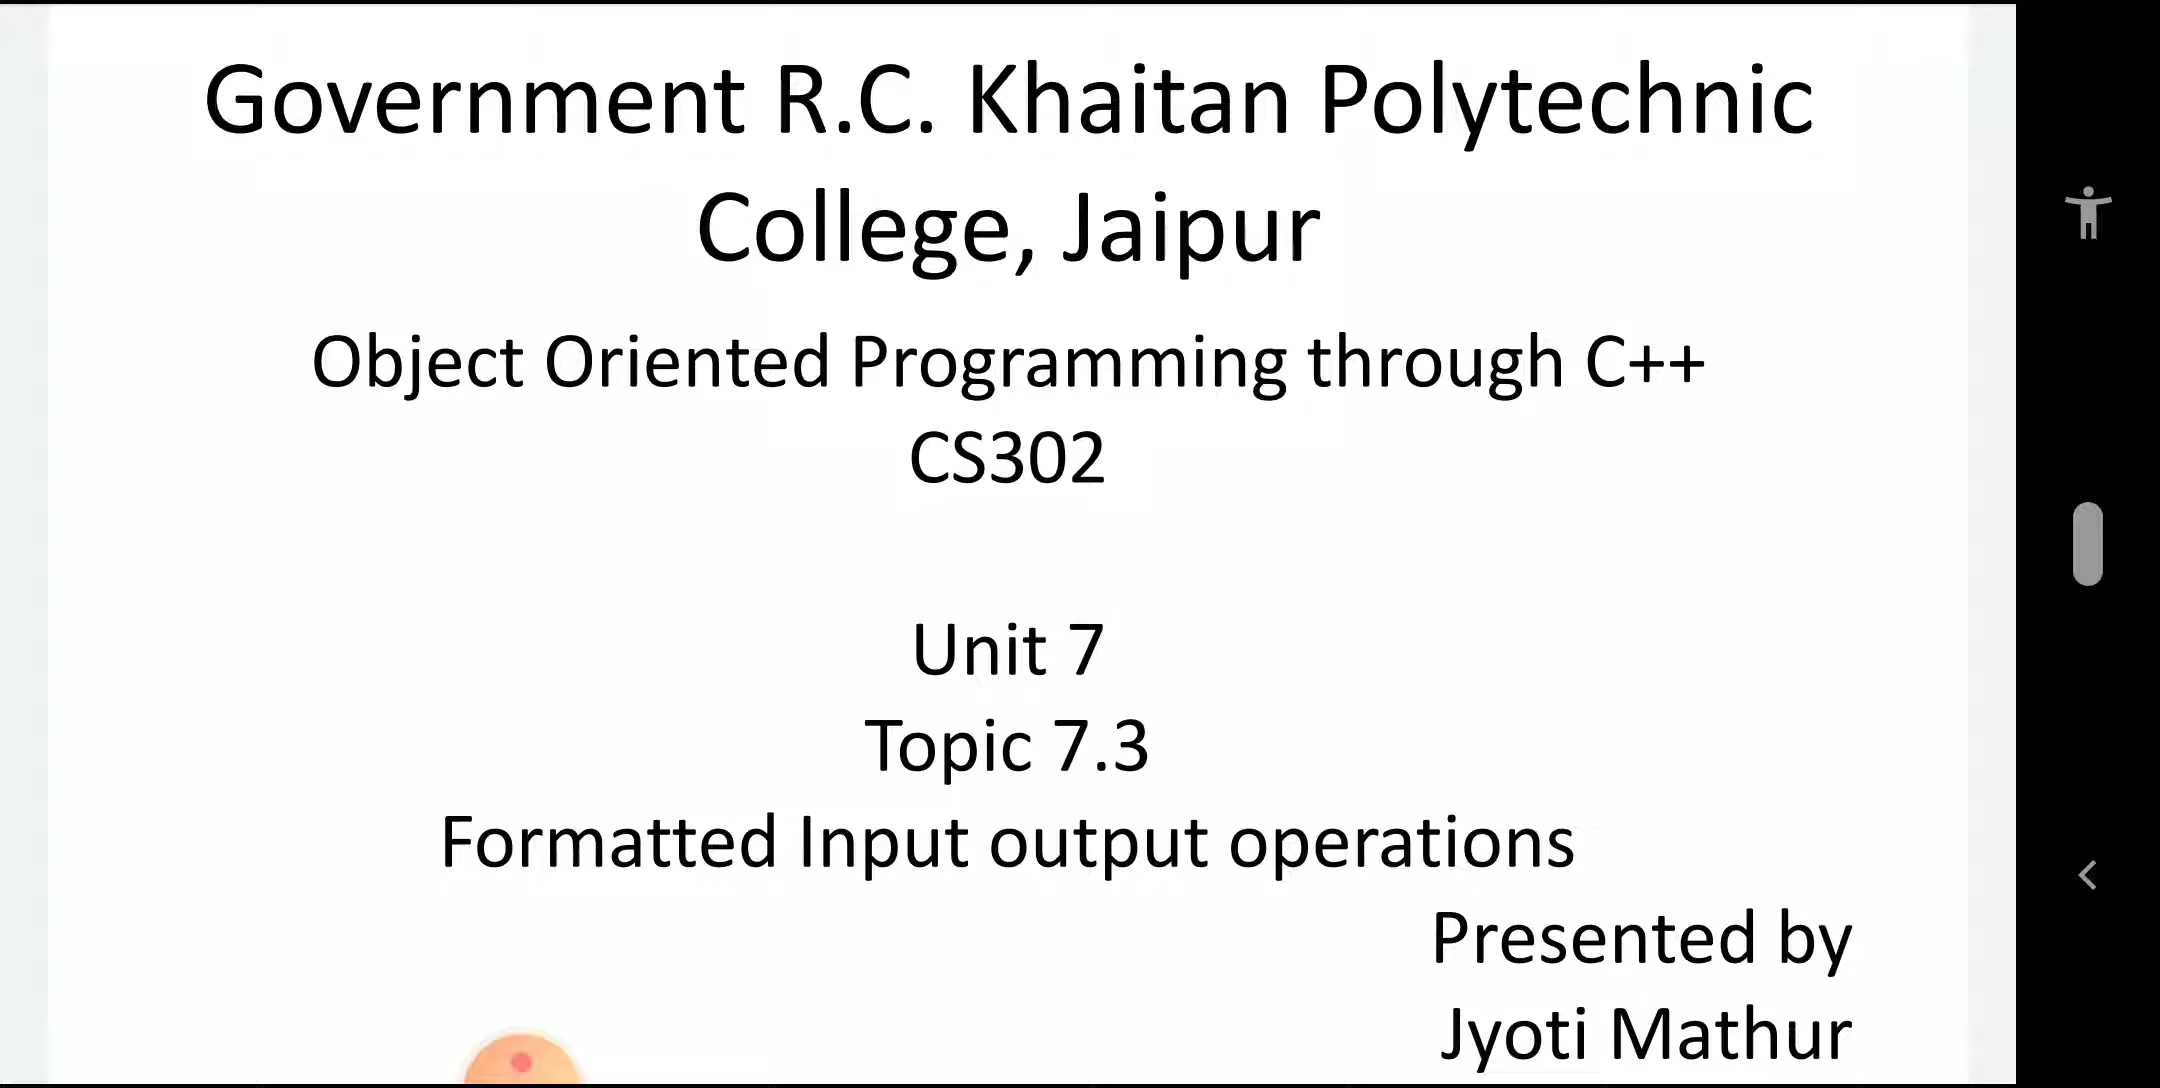 Government R.C. Khaitan Polytechnic
College, Jaipur
Object Oriented Programming through C++
CS302
Unit 7
Topic 7.3
Formatted Input output operations
Presented by
Jyoti Mathur